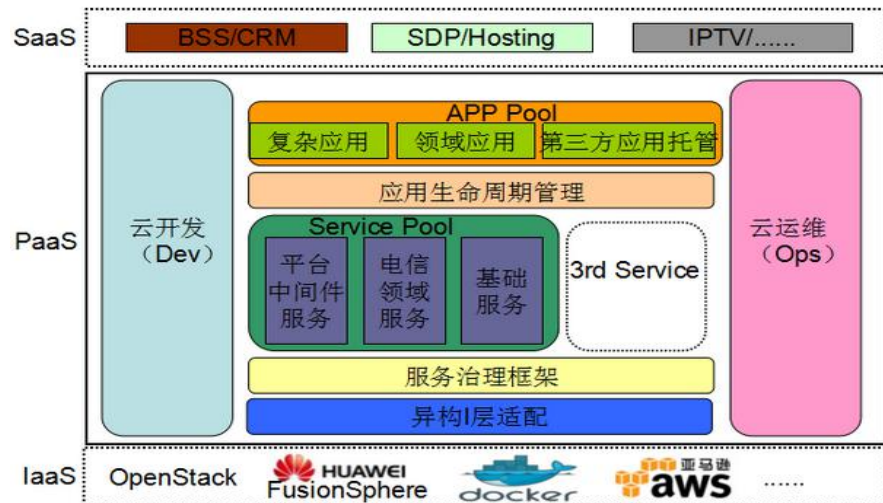 SaaS
BSS/CRM
SDP/Hosting
IPTV/......
PaaS
云开发
（Dev）
APP Pool
复杂应用
领域应用
第三方应用托管
应用生命周期管理
Service Pool
平台
中间件
服务
电信
领域
服务
基础
服务
3rd Service
服务治理框架
异构I层适配
云运维
（Ops）
IaaS
OpenStack
HUAWEI
FusionSphere
docker
亚马逊
aws
......